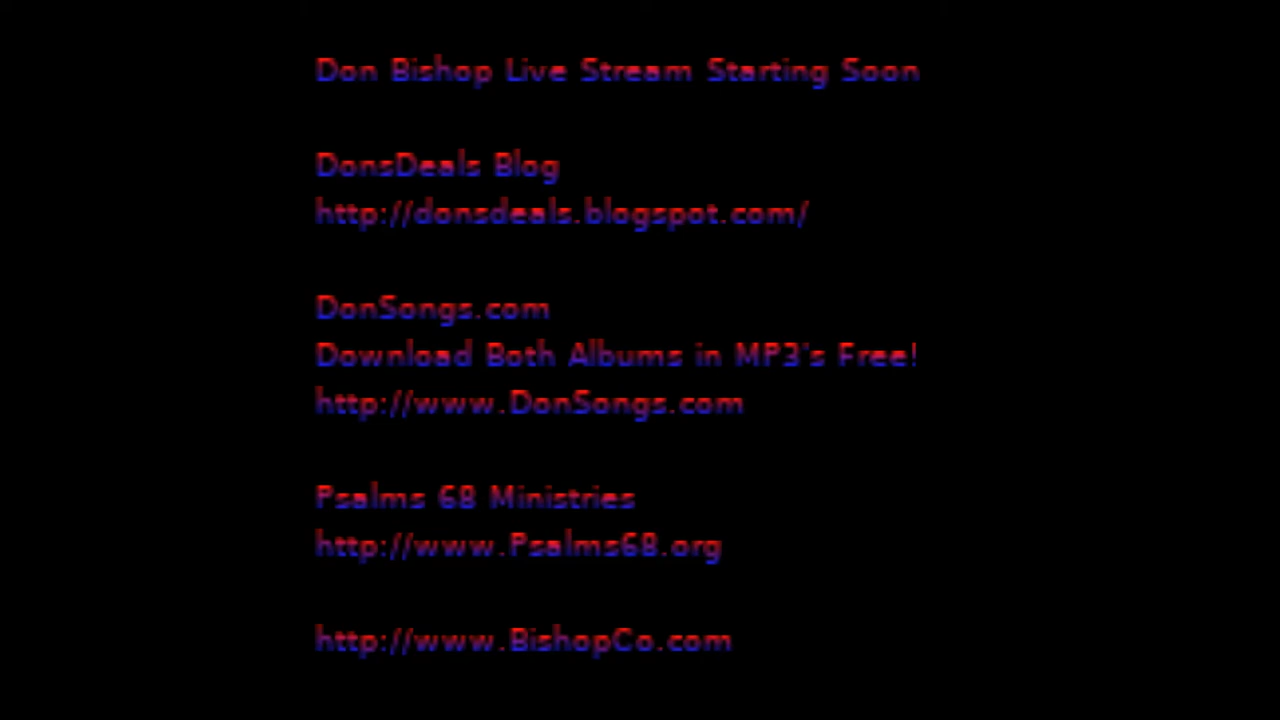 Don Bishop Live Stream Starting Soon
DonsDeals Blog
http://donsdeals.blogspot.com/
DonSongs.com
Download Both Albums in MP3's Free!
http://www.DonSongs.com
Psalms 68 Ministries
http://www.Psalms68.org
http://www.BishopCo.com